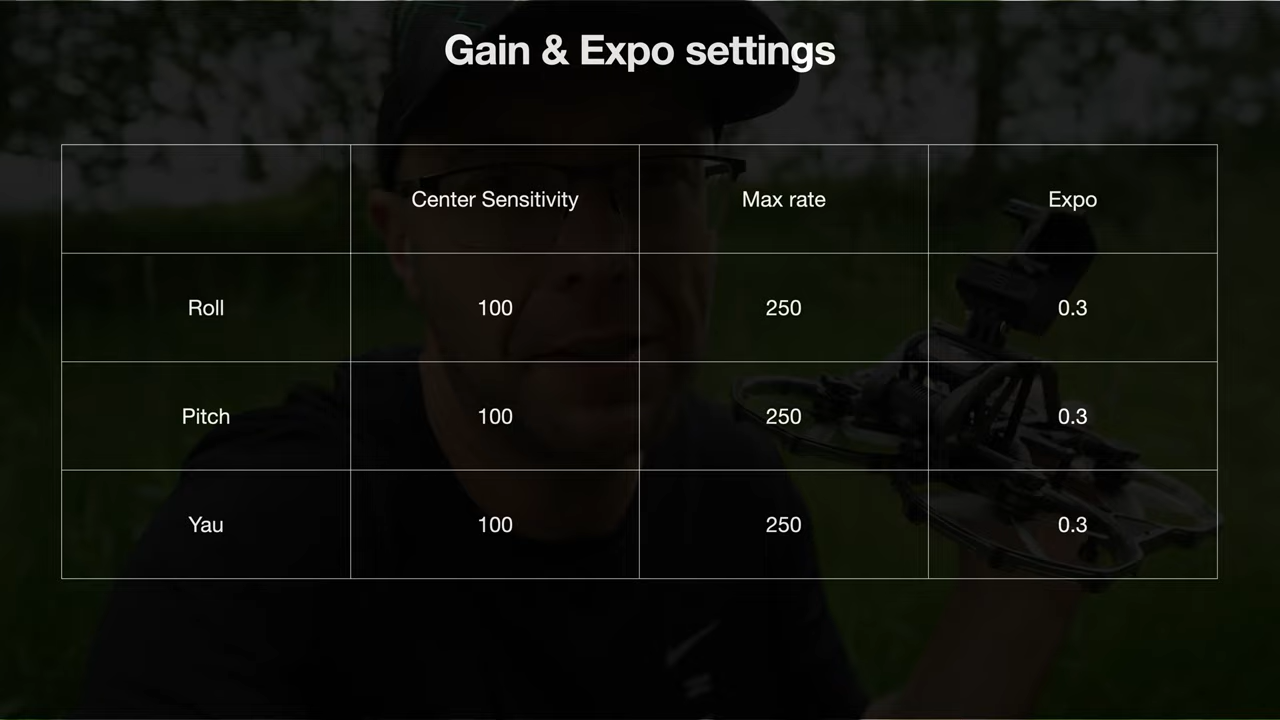 Gain & Expo settings
Center Sensitivity Max rate Expo
Roll 100 250 0.3
Pitch 100 250 0.3
Yau 100 250 0.3